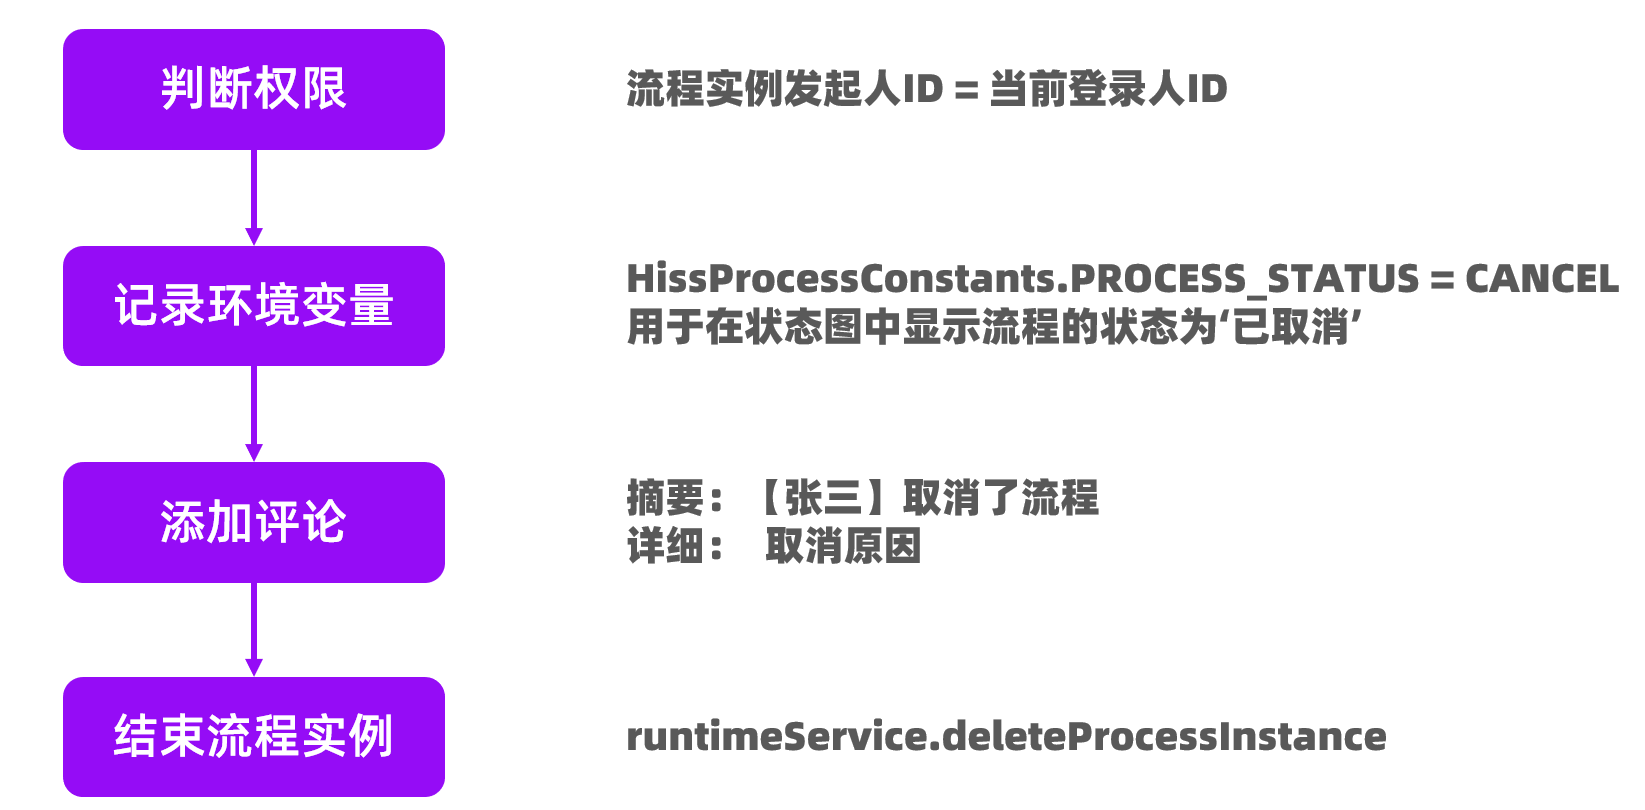 判断权限
流程实例发起人ID = 当前登录人ID
记录环境变量
HissProcessConstants.PROCESS_STATUS = CANCEL
用于在状态图中显示流程的状态为‘已取消’
添加评论
摘要：【张三】取消了流程
详细： 取消原因
结束流程实例
runtimeService.deleteProcessInstance